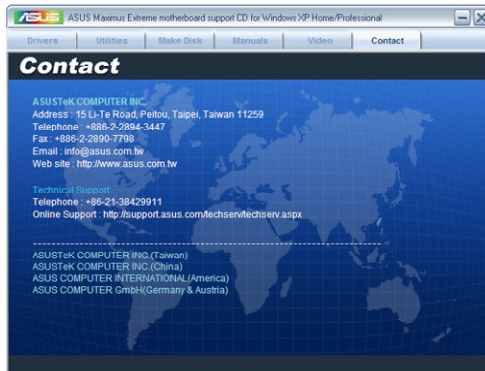 ASUS ASUS Maximus Extreme motherboard support CD for Windows XP Home/Professional
Drivers Utilities Make Disk Manuals Video Contact
Contact
ASUSTeK COMPUTER INC.
Address : 15 Li-Te Road, Peitou, Taipei, Taiwan 11259
Telephone : +886-2-2894-3447
Fax : +886-2-2890-7798
Email : info@asus.com.tw
Web site : http://www.asus.com.tw
Technical Support
Telephone : +86-21-38429911
Online Support : http://support.asus.com/techserv/techserv.aspx
ASUSTeK COMPUTER INC.(Taiwan)
ASUSTeK COMPUTER INC.(China)
ASUS COMPUTER INTERNATIONAL(America)
ASUS COMPUTER GmbH(Germany & Austria)